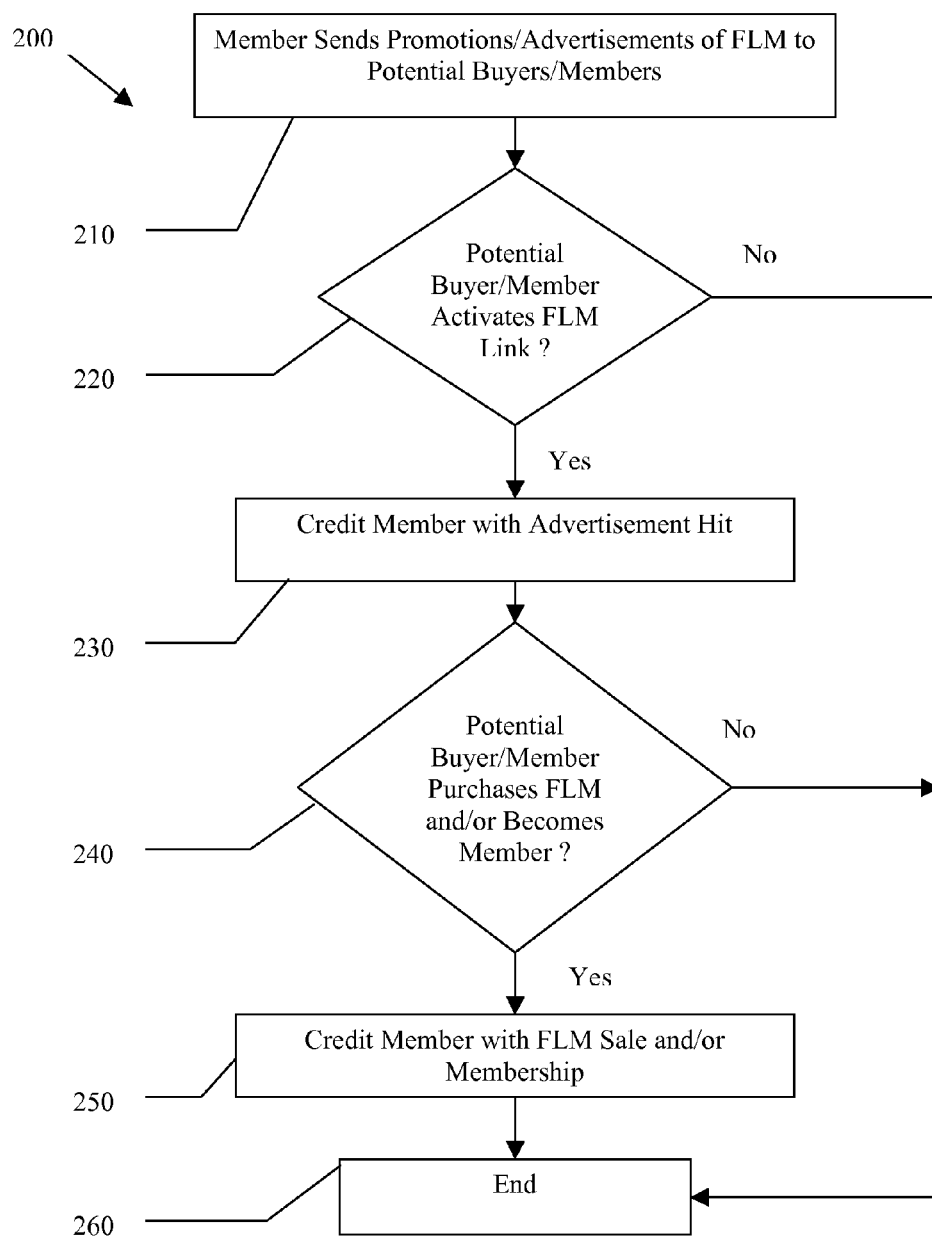 200
Member Sends Promotions/Advertisements of FLM to
Potential Buyers/Members
210
Potential
Buyer/Member
Activates FLM
Link ?
No
220
Yes
Credit Member with Advertisement Hit
230
Potential
Buyer/Member
Purchases FLM
and/or Becomes
Member ?
No
240
Yes
Credit Member with FLM Sale and/or
Membership
250
End
260